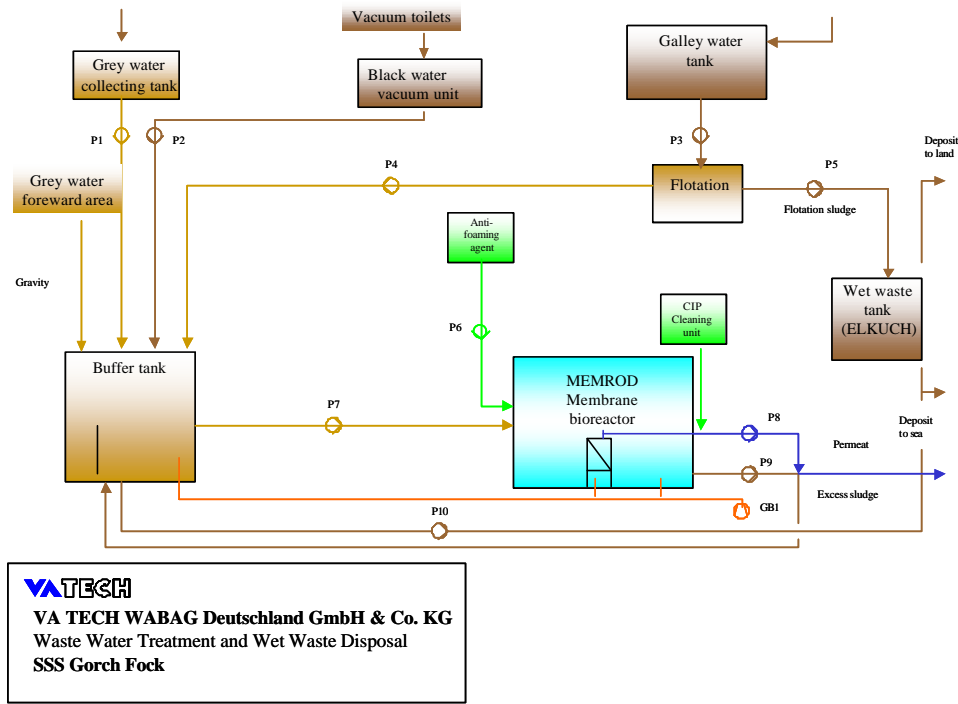 Vacuum toilets
Grey water
collecting tank
Black water
vacuum unit
Galley water
tank
P1
P2
P3
P4
P5
Deposit
to land
Grey water
foreward area
Flotation
Flotation sludge
Anti-
foaming
agent
Gravity
Wet waste
tank
(ELKUCH)
CIP
Cleaning
unit
P6
Buffer tank
MEMROD
Membrane
bioreactor
P7
P8
Deposit
to sea
Permeat
P9
Excess sludge
GB1
P10
VATECH
VA TECH WABAG Deutschland GmbH & Co. KG
Waste Water Treatment and Wet Waste Disposal
SSS Gorch Fock